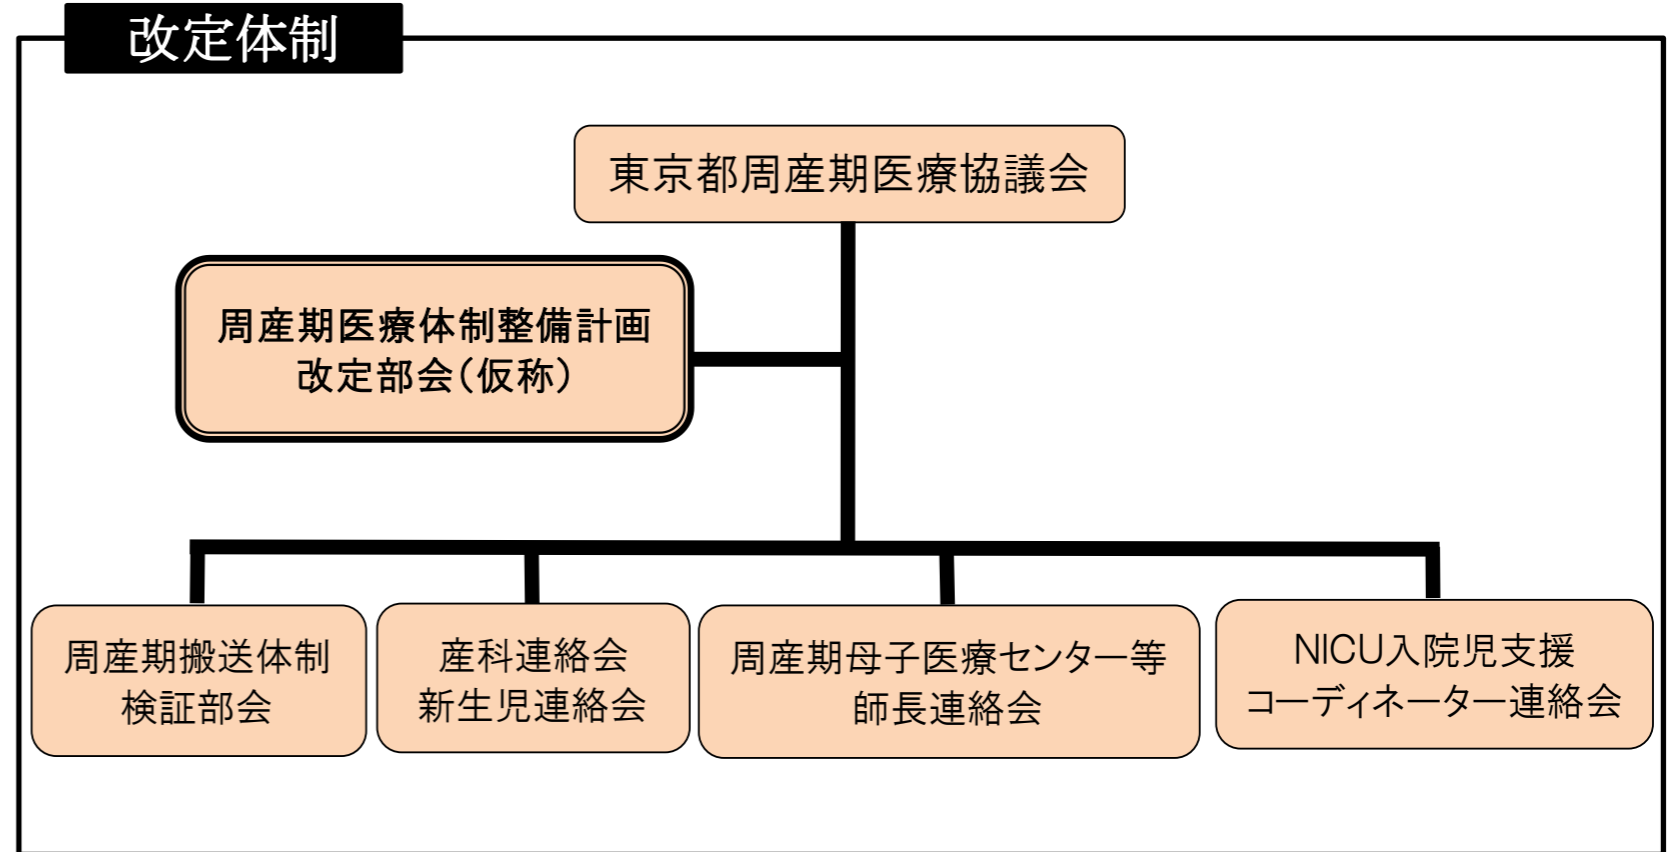 改定体制
東京都周産期医療協議会
周産期医療体制整備計画
改定部会(仮称)
周産期搬送体制
検証部会
産科連絡会
新生児連絡会
周産期母子医療センター等
師長連絡会
NICU入院児支援
コーディネーター連絡会